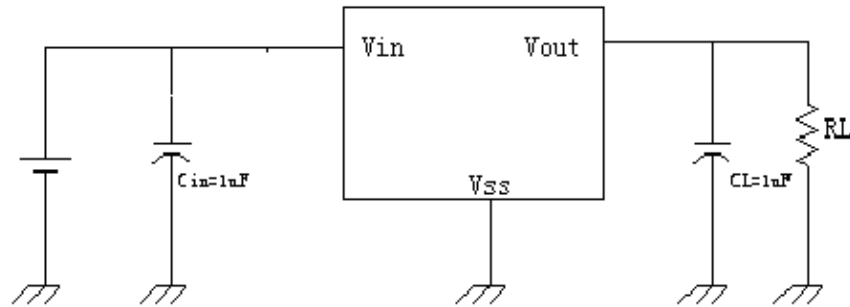 Vin
Vout
RL
Cin=1uF
Vss
CL=1uF